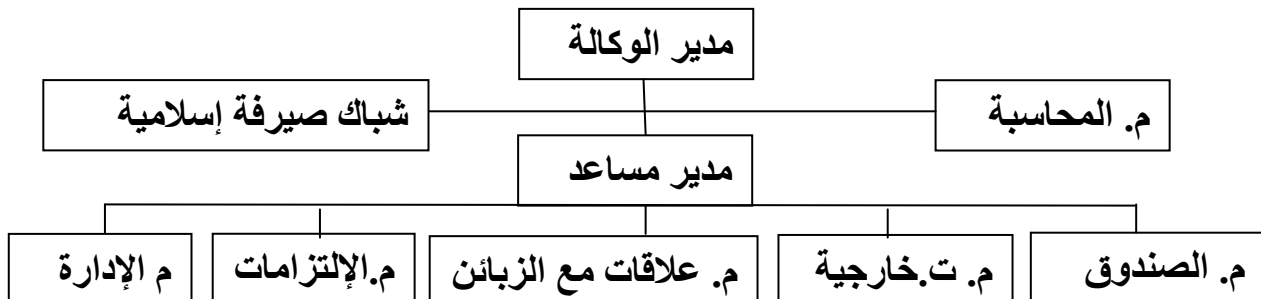 مدير الوكالة
م. المحاسبة
شباك صيرفة إسلامية
مدير مساعد
م. الصندوق
م. ت.خارجية
م. علاقات مع الزبائن
م.الإلتزامات
م الإدارة